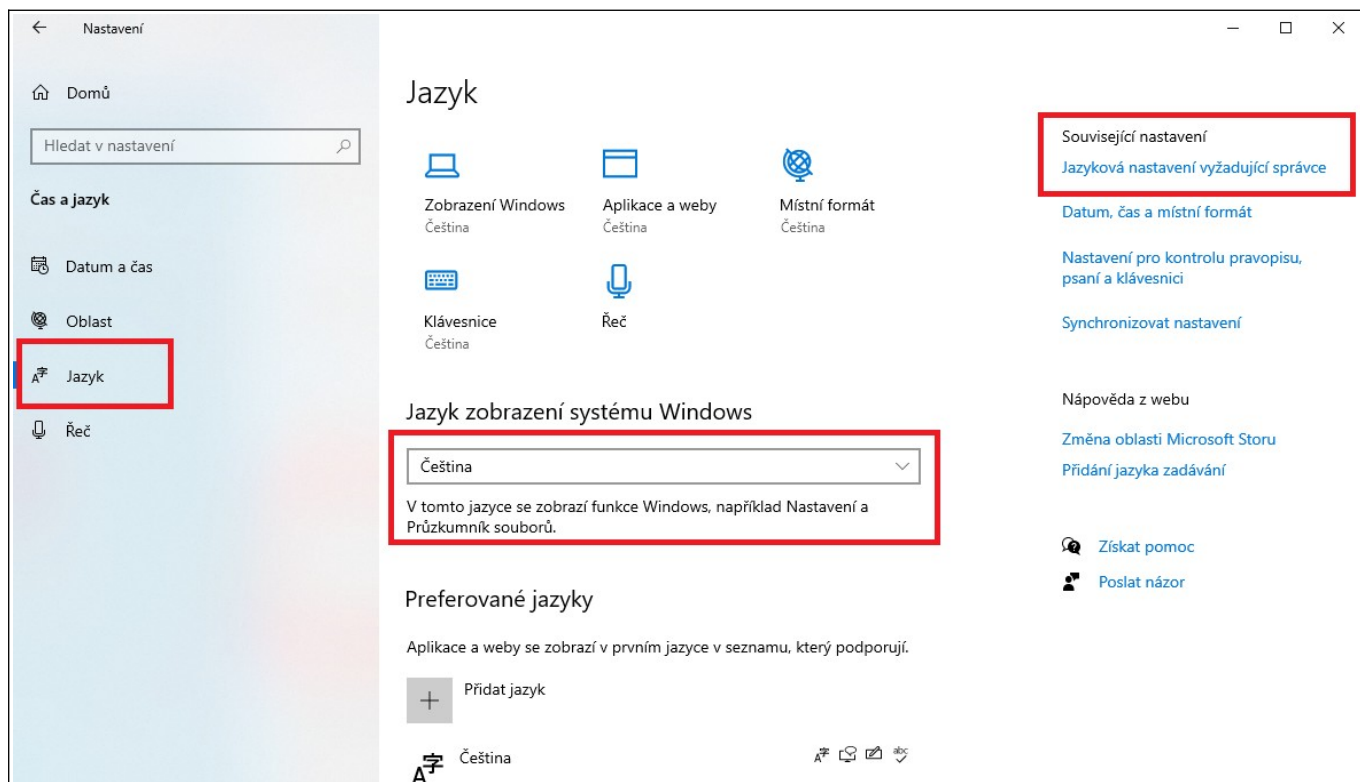 Nastavení
Domů
Hledat v nastavení
Čas a jazyk
Datum a čas
Oblast
Jazyk
Řeč
Jazyk
Zobrazení Windows
Čeština
Aplikace a weby
Čeština
Místní formát
Čeština
Klávesnice
Čeština
Řeč
Jazyk zobrazení systému Windows
Čeština
V tomto jazyce se zobrazí funkce Windows, například Nastavení a
Průzkumník souborů.
Preferované jazyky
Aplikace a weby se zobrazí v prvním jazyce v seznamu, který podporují.
Přidat jazyk
Čeština
Související nastavení
Jazyková nastavení vyžadující správce
Datum, čas a místní formát
Nastavení pro kontrolu pravopisu,
psaní a klávesnici
Synchronizovat nastavení
Nápověda z webu
Změna oblasti Microsoft Storu
Přidání jazyka zadávání
Získat pomoc
Poslat názor